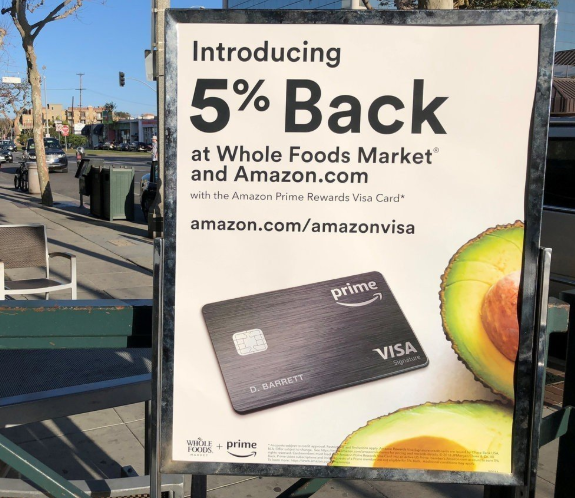 Introducing
5% Back
at Whole Foods Market®
and Amazon.com
with the Amazon Prime Rewards Visa Card*
amazon.com/amazonvisa
prime
VISA
Signature
D. BARRETT
WHOLE
FOODS
MARKET
+ prime